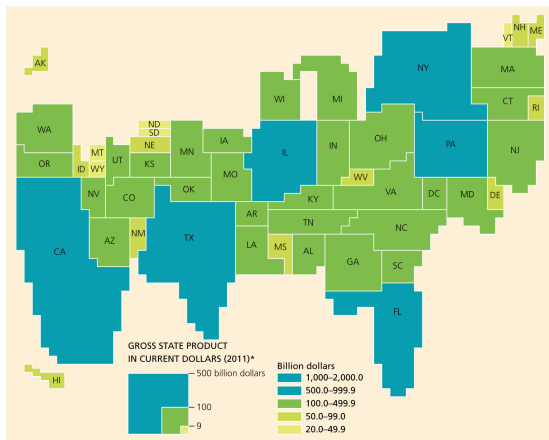 NH
VT ME
AK
NY
MA
WI MI
CT RI
ND
WA SD
NE IA OH
MN IL IN PA NJ
MT
OR ID WY UT KS
MO WV
NV CO OK KY VA DC MD DE
AR
TN
NM NC
AZ TX
CA LA MS AL GA SC
FL
HI
GROSS STATE PRODUCT
IN CURRENT DOLLARS (2011)*
500 billion dollars
100
9
Billion dollars
1,000–2,000.0
500.0–999.9
100.0–499.9
50.0–99.0
20.0–49.9